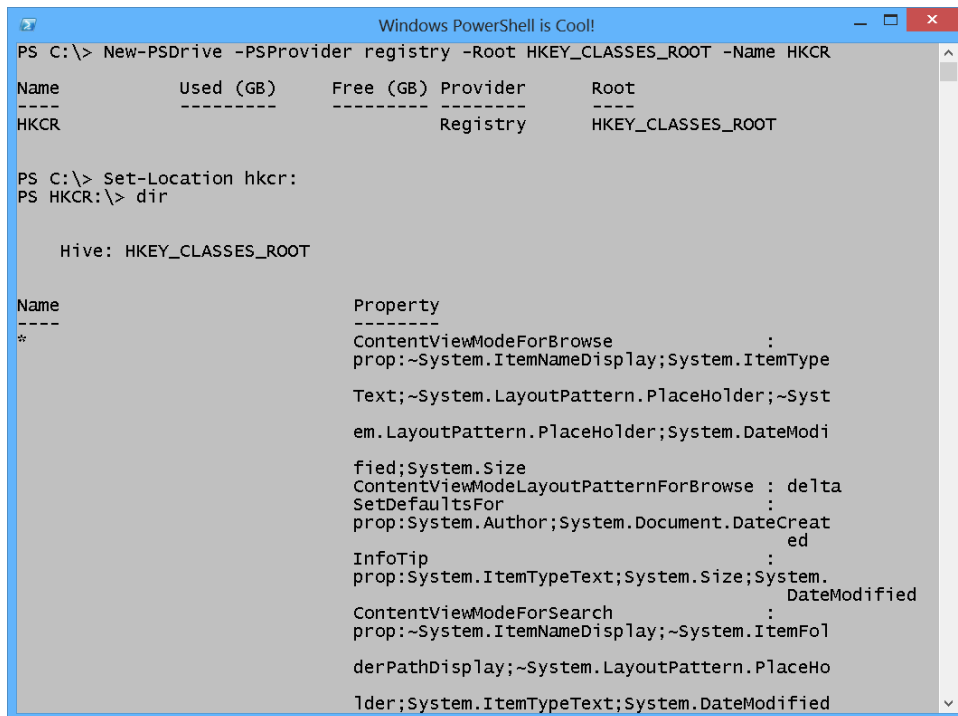 Windows PowerShell is Cool!
PS C:\> New-PSDrive -PSProvider registry -Root HKEY_CLASSES_ROOT -Name HKCR
Name Used (GB) Free (GB) Provider Root
---- --------- --------- -------- ----
HKCR Registry HKEY_CLASSES_ROOT
PS C:\> Set-Location hkcr:
PS HKCR:\> dir
Hive: HKEY_CLASSES_ROOT
Name Property
---- --------
* ContentViewModeForBrowse :
prop:~System.ItemNameDisplay;System.ItemType
Text;~System.LayoutPattern.PlaceHolder;~Syst
em.LayoutPattern.PlaceHolder;System.DateModi
fied;System.Size
ContentViewModeLayoutPatternForBrowse : delta
SetDefaultsFor :
prop:System.Author;System.Document.DateCreat
ed
InfoTip :
prop:System.ItemTypeText;System.Size;System.
DateModified
ContentViewModeForSearch :
prop:~System.ItemNameDisplay;~System.ItemFol
derPathDisplay;~System.LayoutPattern.PlaceHo
lder;System.ItemTypeText;System.DateModified